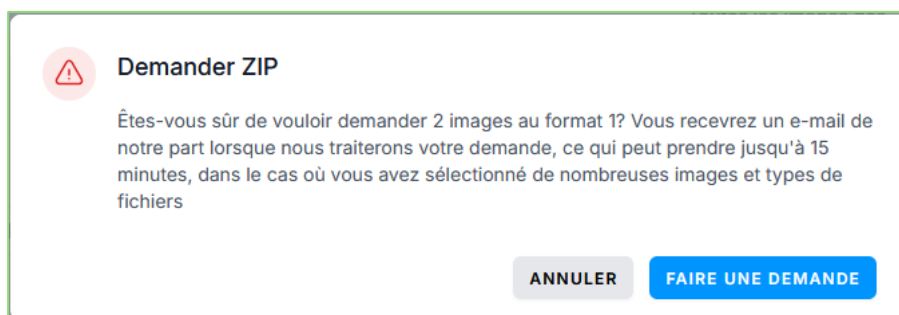 Demander ZIP
Êtes-vous sûr de vouloir demander 2 images au format 1? Vous recevrez un e-mail de
notre part lorsque nous traiterons votre demande, ce qui peut prendre jusqu'à 15
minutes, dans le cas où vous avez sélectionné de nombreuses images et types de
fichiers
ANNULER
FAIRE UNE DEMANDE